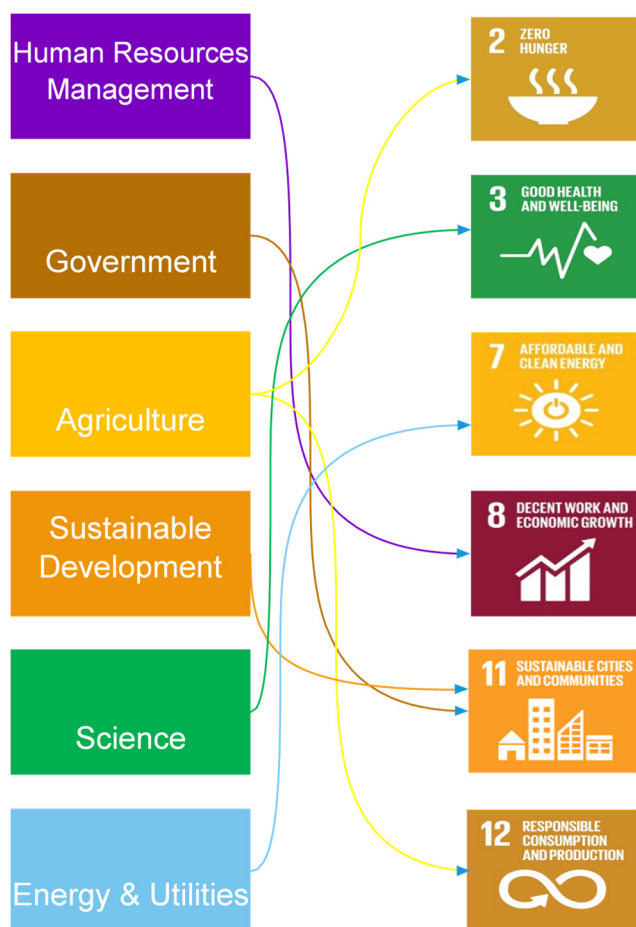 Human Resources
Management
Government
Agriculture
Sustainable
Development
Science
Energy & Utilities
2 ZERO
HUNGER
3 GOOD HEALTH
AND WELL-BEING
7 AFFORDABLE AND
CLEAN ENERGY
8 DECENT WORK AND
ECONOMIC GROWTH
11 SUSTAINABLE CITIES
AND COMMUNITIES
12 RESPONSIBLE
CONSUMPTION
AND PRODUCTION